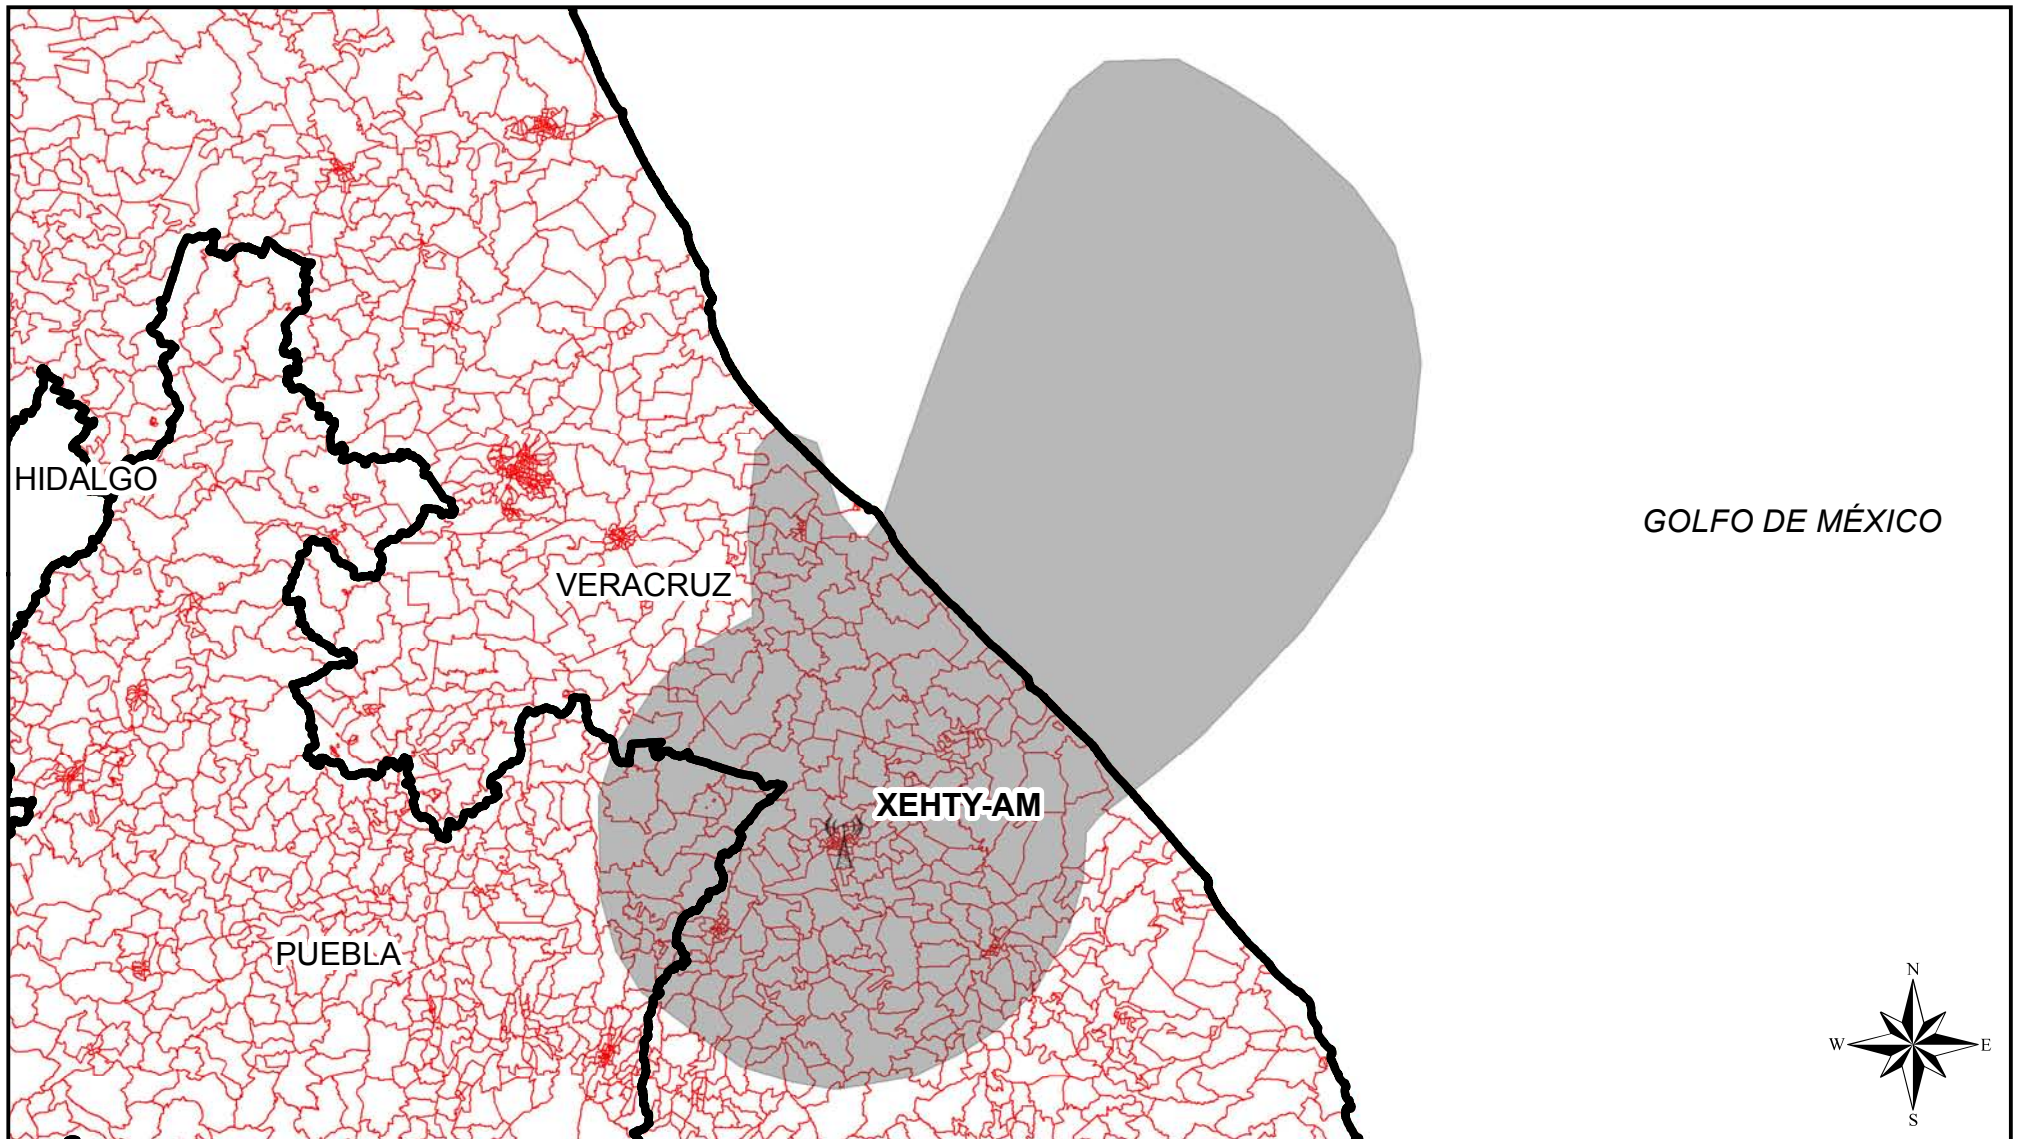 HIDALGO
GOLFO DE MÉXICO
VERACRUZ
XEHTY-AM
PUEBLA
N
W
E
S